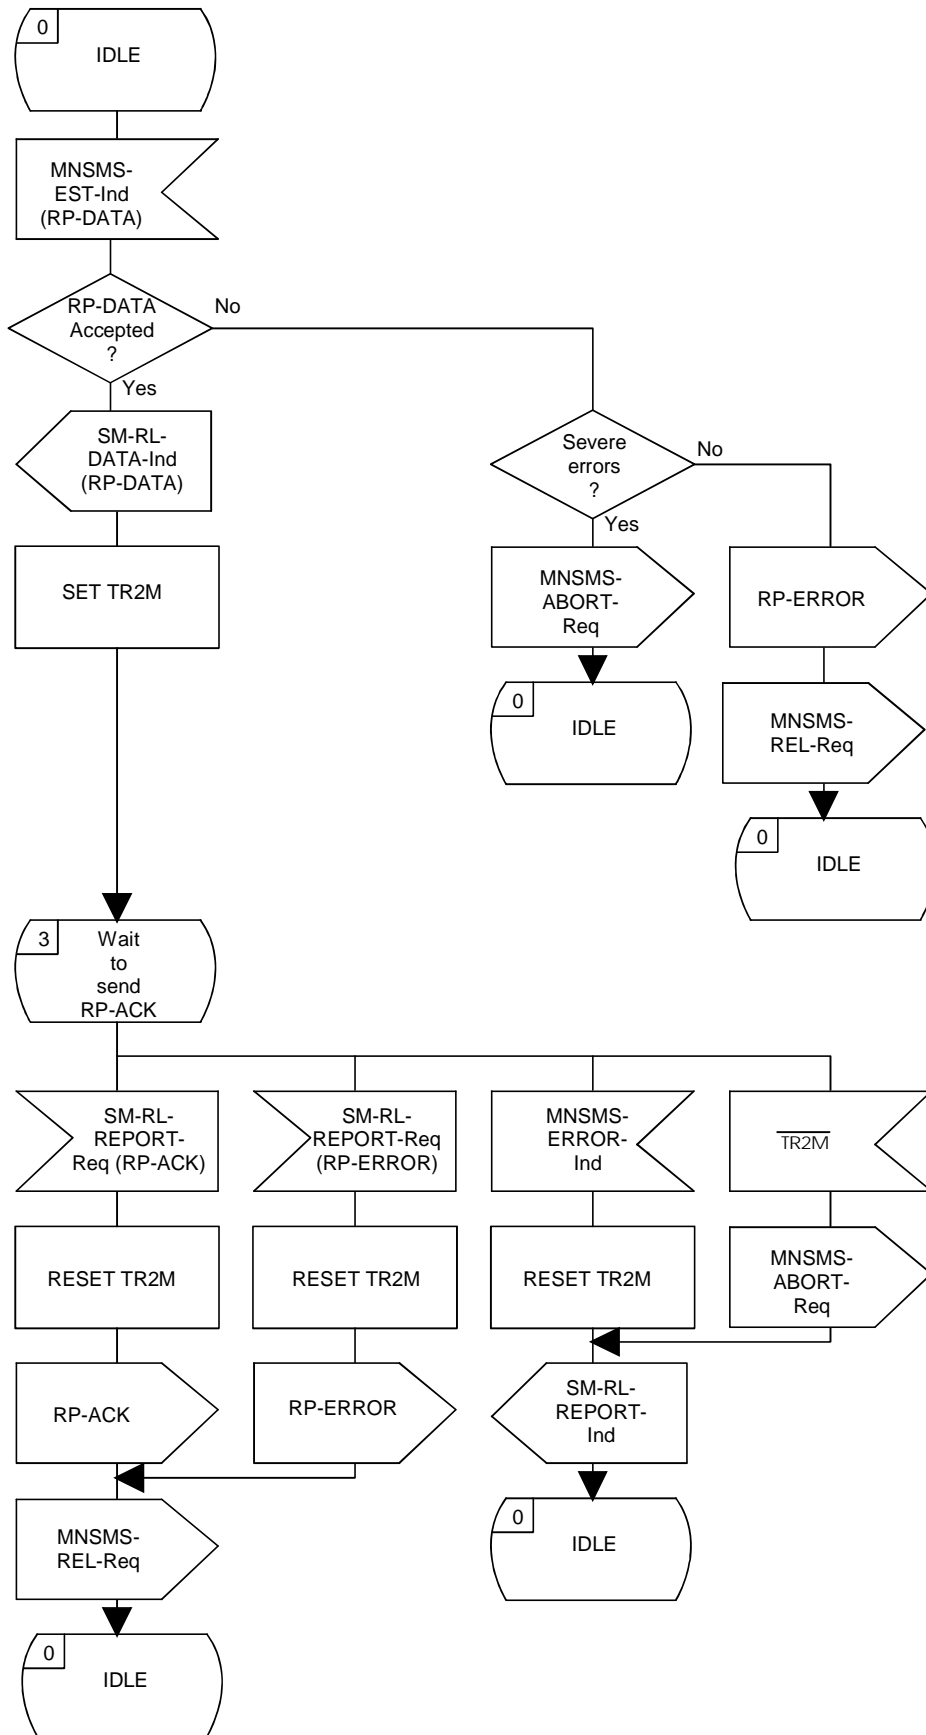 0
IDLE
MNSMS-
EST-Ind
(RP-DATA)
RP-DATA
Accepted
?
No
Yes
SM-RL-
DATA-Ind
(RP-DATA)
Severe
errors
?
No
Yes
SET TR2M
MNSMS-
ABORT-
Req
RP-ERROR
0
IDLE
MNSMS-
REL-Req
0
IDLE
3
Wait
to
send
RP-ACK
SM-RL-
REPORT-
Req (RP-ACK)
SM-RL-
REPORT-Req
(RP-ERROR)
MNSMS-
ERROR-
Ind
TR2M
RESET TR2M
RESET TR2M
RESET TR2M
MNSMS-
ABORT-
Req
RP-ACK
RP-ERROR
SM-RL-
REPORT-
Ind
MNSMS-
REL-Req
0
IDLE
0
IDLE